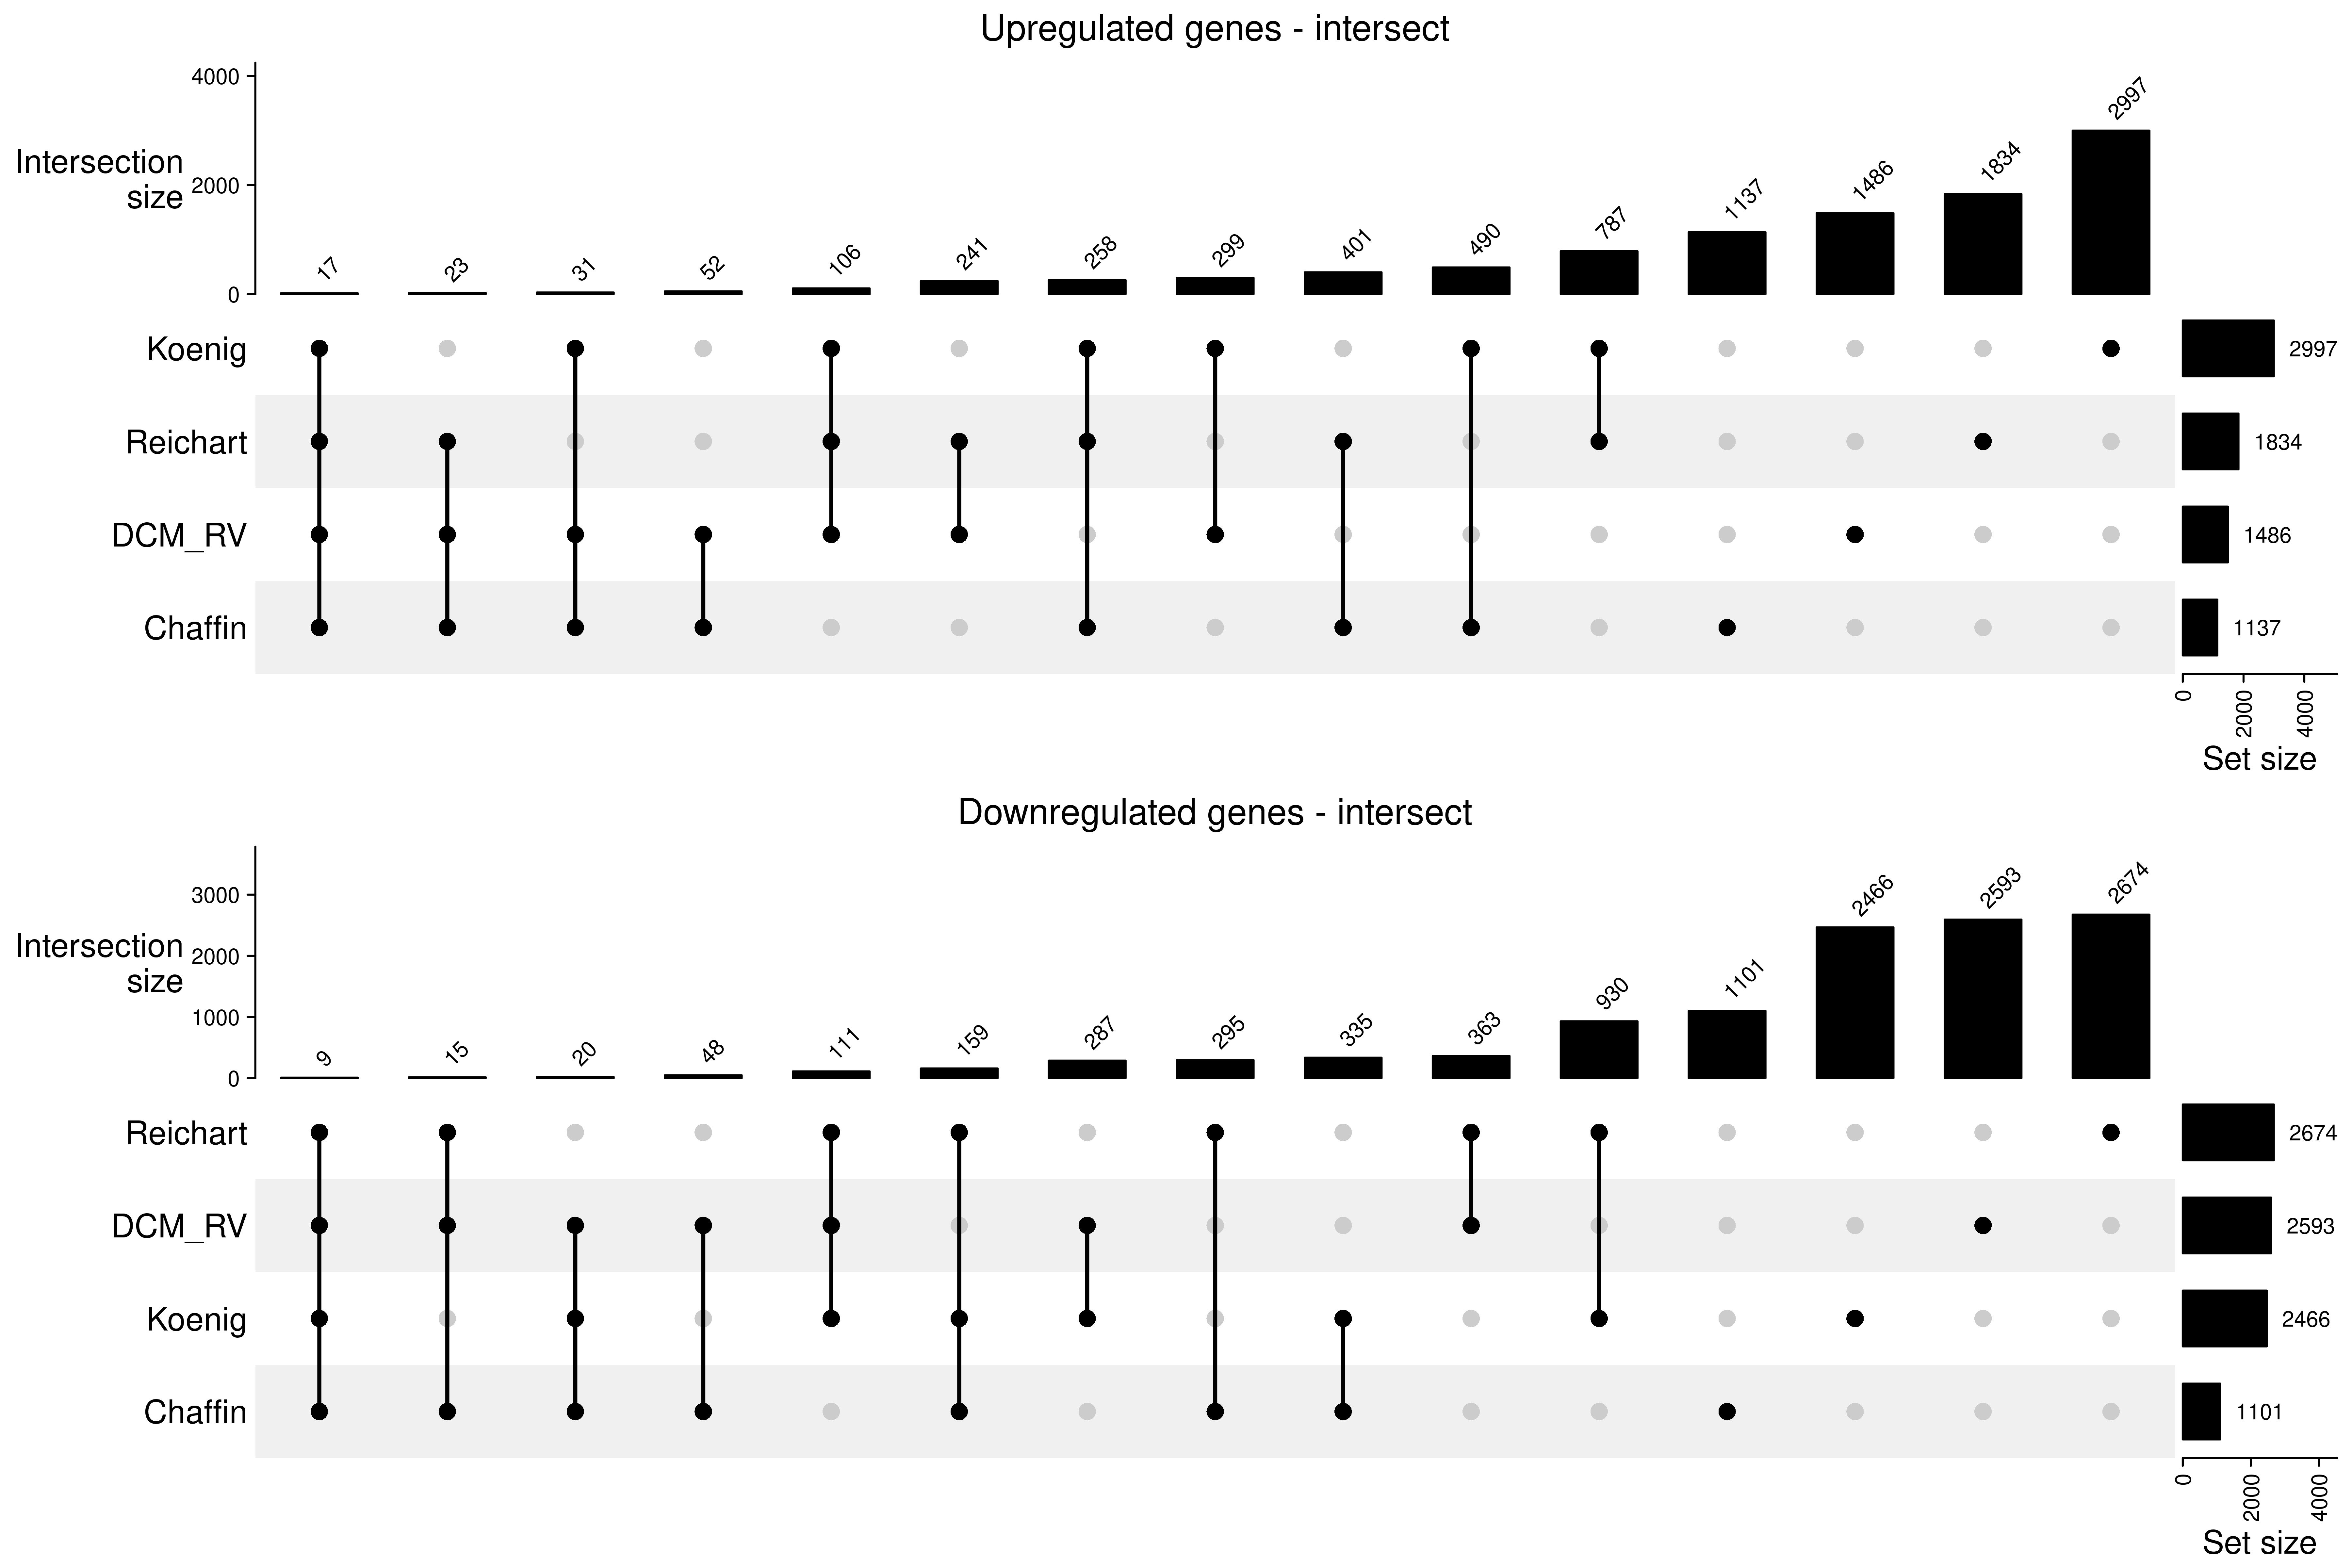 Upregulated genes - intersect
4000
2000
0
Intersection
size
17 23 31 52 106 241 258 299 401 490 787 1137 1486 1834 2997
Koenig 2997
Reichart 1834
DCM_RV 1486
Chaffin 1137
0 2000 4000
Set size
Downregulated genes - intersect
3000
2000
1000
0
Intersection
size
9 15 20 48 111 159 287 295 335 363 930 1101 2466 2593 2674
Reichart 2674
DCM_RV 2593
Koenig 2466
Chaffin 1101
0 2000 4000
Set size